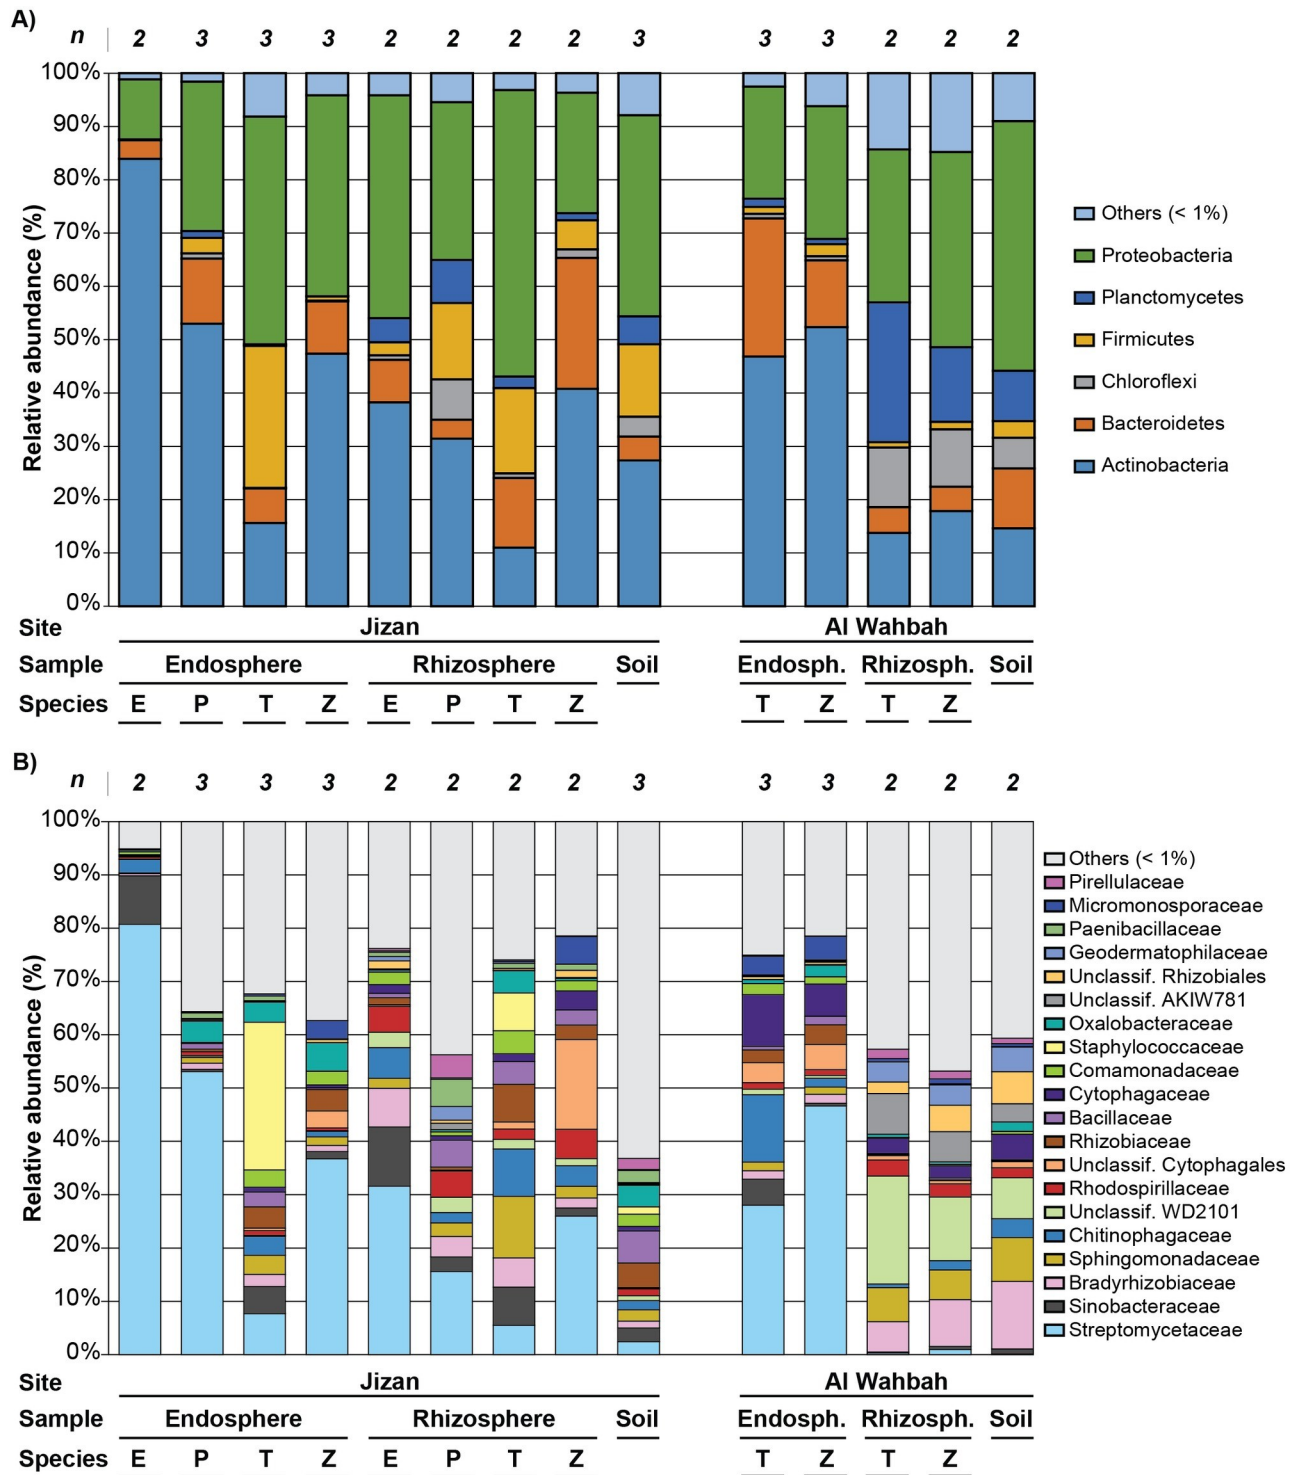 A)
n 2 3 3 3 2 2 2 2 3 3 3 2 2 2
100%
90%
80%
70%
60%
50%
40%
30%
20%
10%
0%
Relative abundance (%)
Others (< 1%)
Proteobacteria
Planctomycetes
Firmicutes
Chloroflexi
Bacteroidetes
Actinobacteria
Site Jizan Al Wahbah
Sample Endosphere Rhizosphere Soil Endosph. Rhizosph. Soil
Species E P T Z E P T Z T Z T Z
B)
n 2 3 3 3 2 2 2 2 3 3 3 2 2 2
100%
90%
80%
70%
60%
50%
40%
30%
20%
10%
0%
Relative abundance (%)
Others (< 1%)
Pirellulaceae
Micromonosporaceae
Paenibacillaceae
Geodermatophilaceae
Unclassif. Rhizobiales
Unclassif. AKIW781
Oxalobacteraceae
Staphylococcaceae
Comamonadaceae
Cytophagaceae
Bacillaceae
Rhizobiaceae
Unclassif. Cytophagales
Rhodospirillaceae
Unclassif. WD2101
Chitinophagaceae
Sphingomonadaceae
Bradyrhizobiaceae
Sinobacteraceae
Streptomycetaceae
Site Jizan Al Wahbah
Sample Endosphere Rhizosphere Soil Endosph. Rhizosph. Soil
Species E P T Z E P T Z T Z T Z